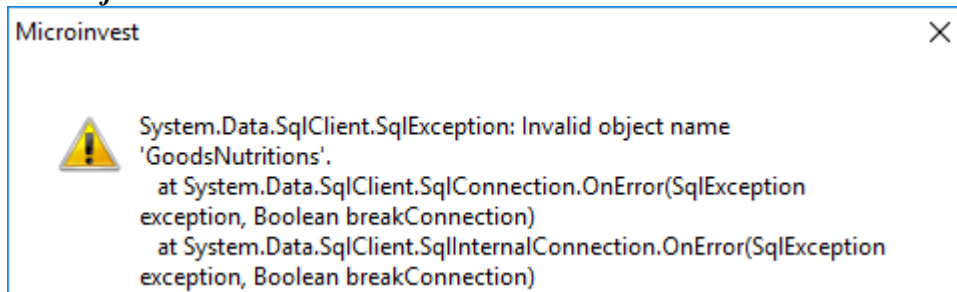 Microinvest
System.Data.SqlClient.SqlException: Invalid object name
'GoodsNutritions'.
at System.Data.SqlClient.SqlConnection.OnError(SqlException
exception, Boolean breakConnection)
at System.Data.SqlClient.SqlInternalConnection.OnError(SqlException
exception, Boolean breakConnection)